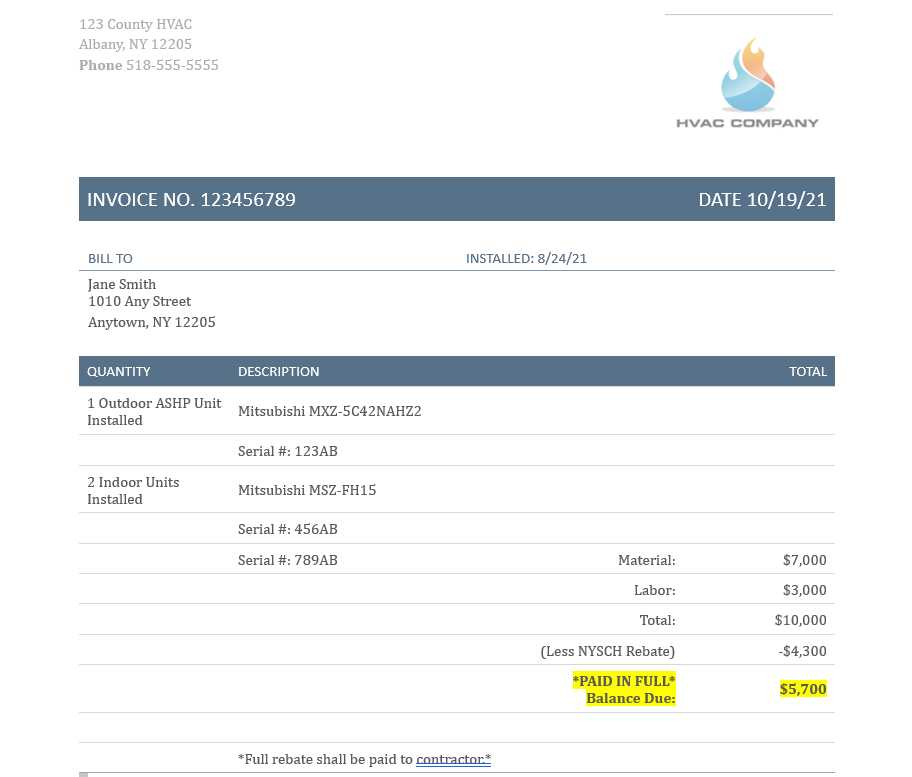 123 County HVAC
Albany, NY 12205
Phone 518-555-5555
HVAC COMPANY
INVOICE NO. 123456789 DATE 10/19/21
BILL TO INSTALLED: 8/24/21
Jane Smith
1010 Any Street
Anytown, NY 12205
QUANTITY DESCRIPTION TOTAL
1 Outdoor ASHP Unit
Installed
Mitsubishi MXZ-5C42NAHZ2
Serial #: 123AB
2 Indoor Units
Installed
Mitsubishi MSZ-FH15
Serial #: 456AB
Serial #: 789AB Material: $7,000
Labor: $3,000
Total: $10,000
(Less NYSCH Rebate) -$4,300
*PAID IN FULL*
Balance Due: $5,700
*Full rebate shall be paid to contractor.*